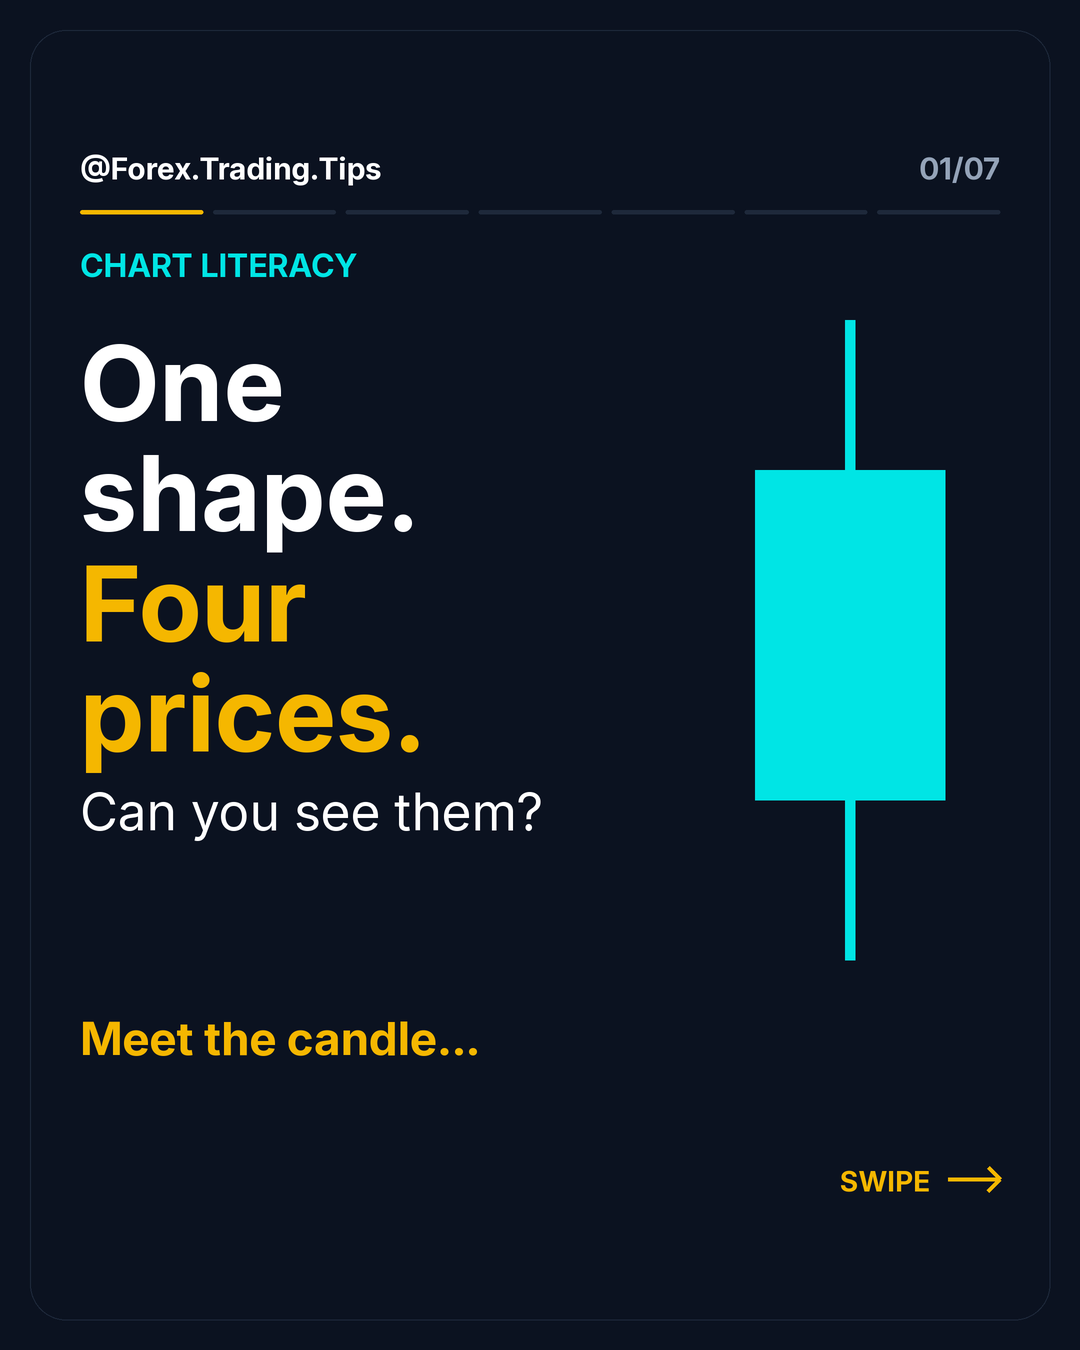 @Forex.Trading.Tips
01/07
CHART LITERACY
One
shape.
Four
prices.
Can you see them?
Meet the candle...
SWIPE